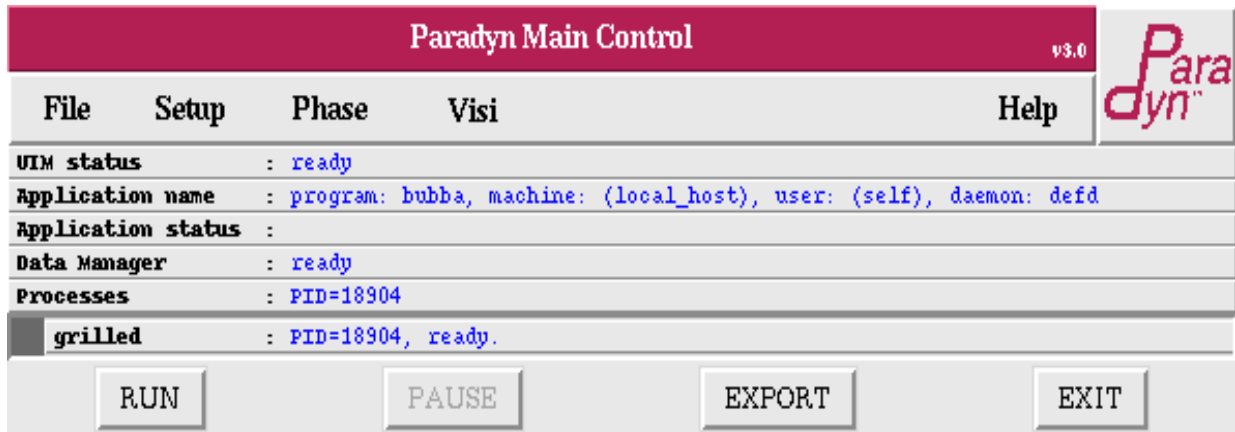 Paradyn Main Control v3.0
Para
dyn™
File Setup Phase Visi Help
UIM status : ready
Application name : program: bubba, machine: (local_host), user: (self), daemon: defd
Application status :
Data Manager : ready
Processes : PID=18904
grilled : PID=18904, ready.
RUN PAUSE EXPORT EXIT